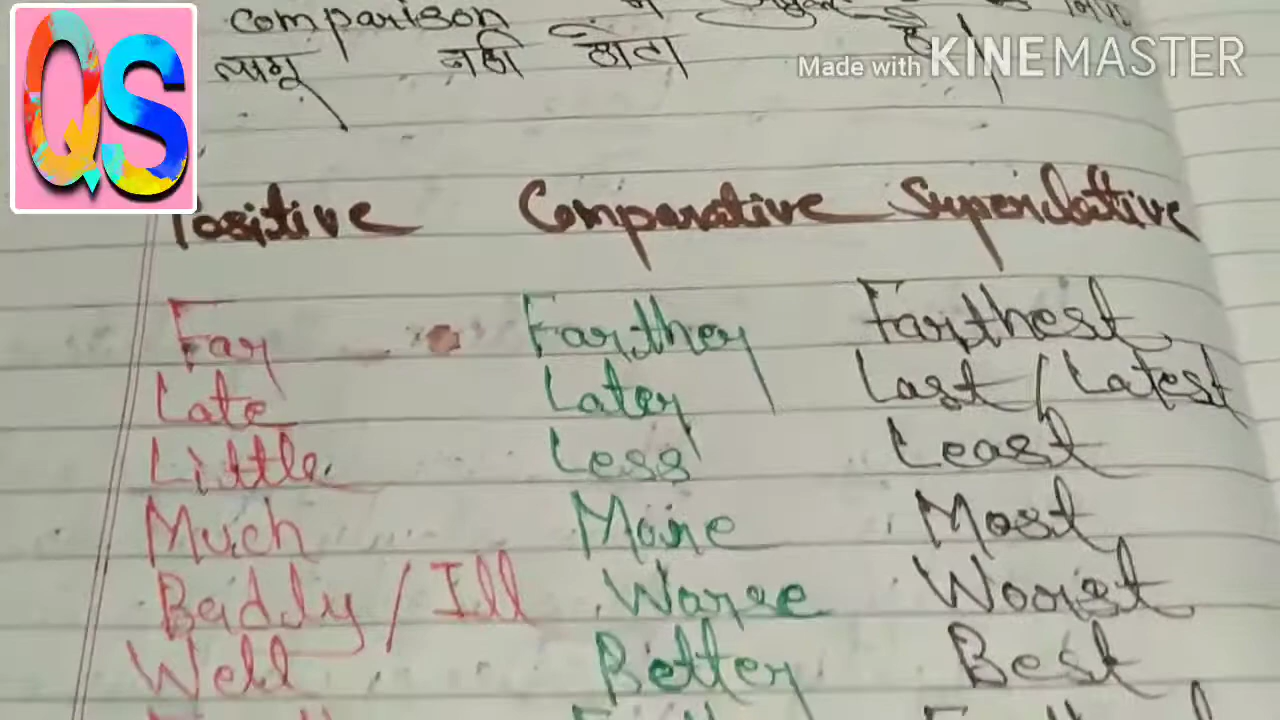 comparison में
लागू नही होता है।
Made with KINEMASTER
QS
Positive Comparative Superlattive
Far Farther Farthest
Late Later Last / Latest
Little Less Least
Much More Most
Badly / Ill Worse Worst
Well Better Best